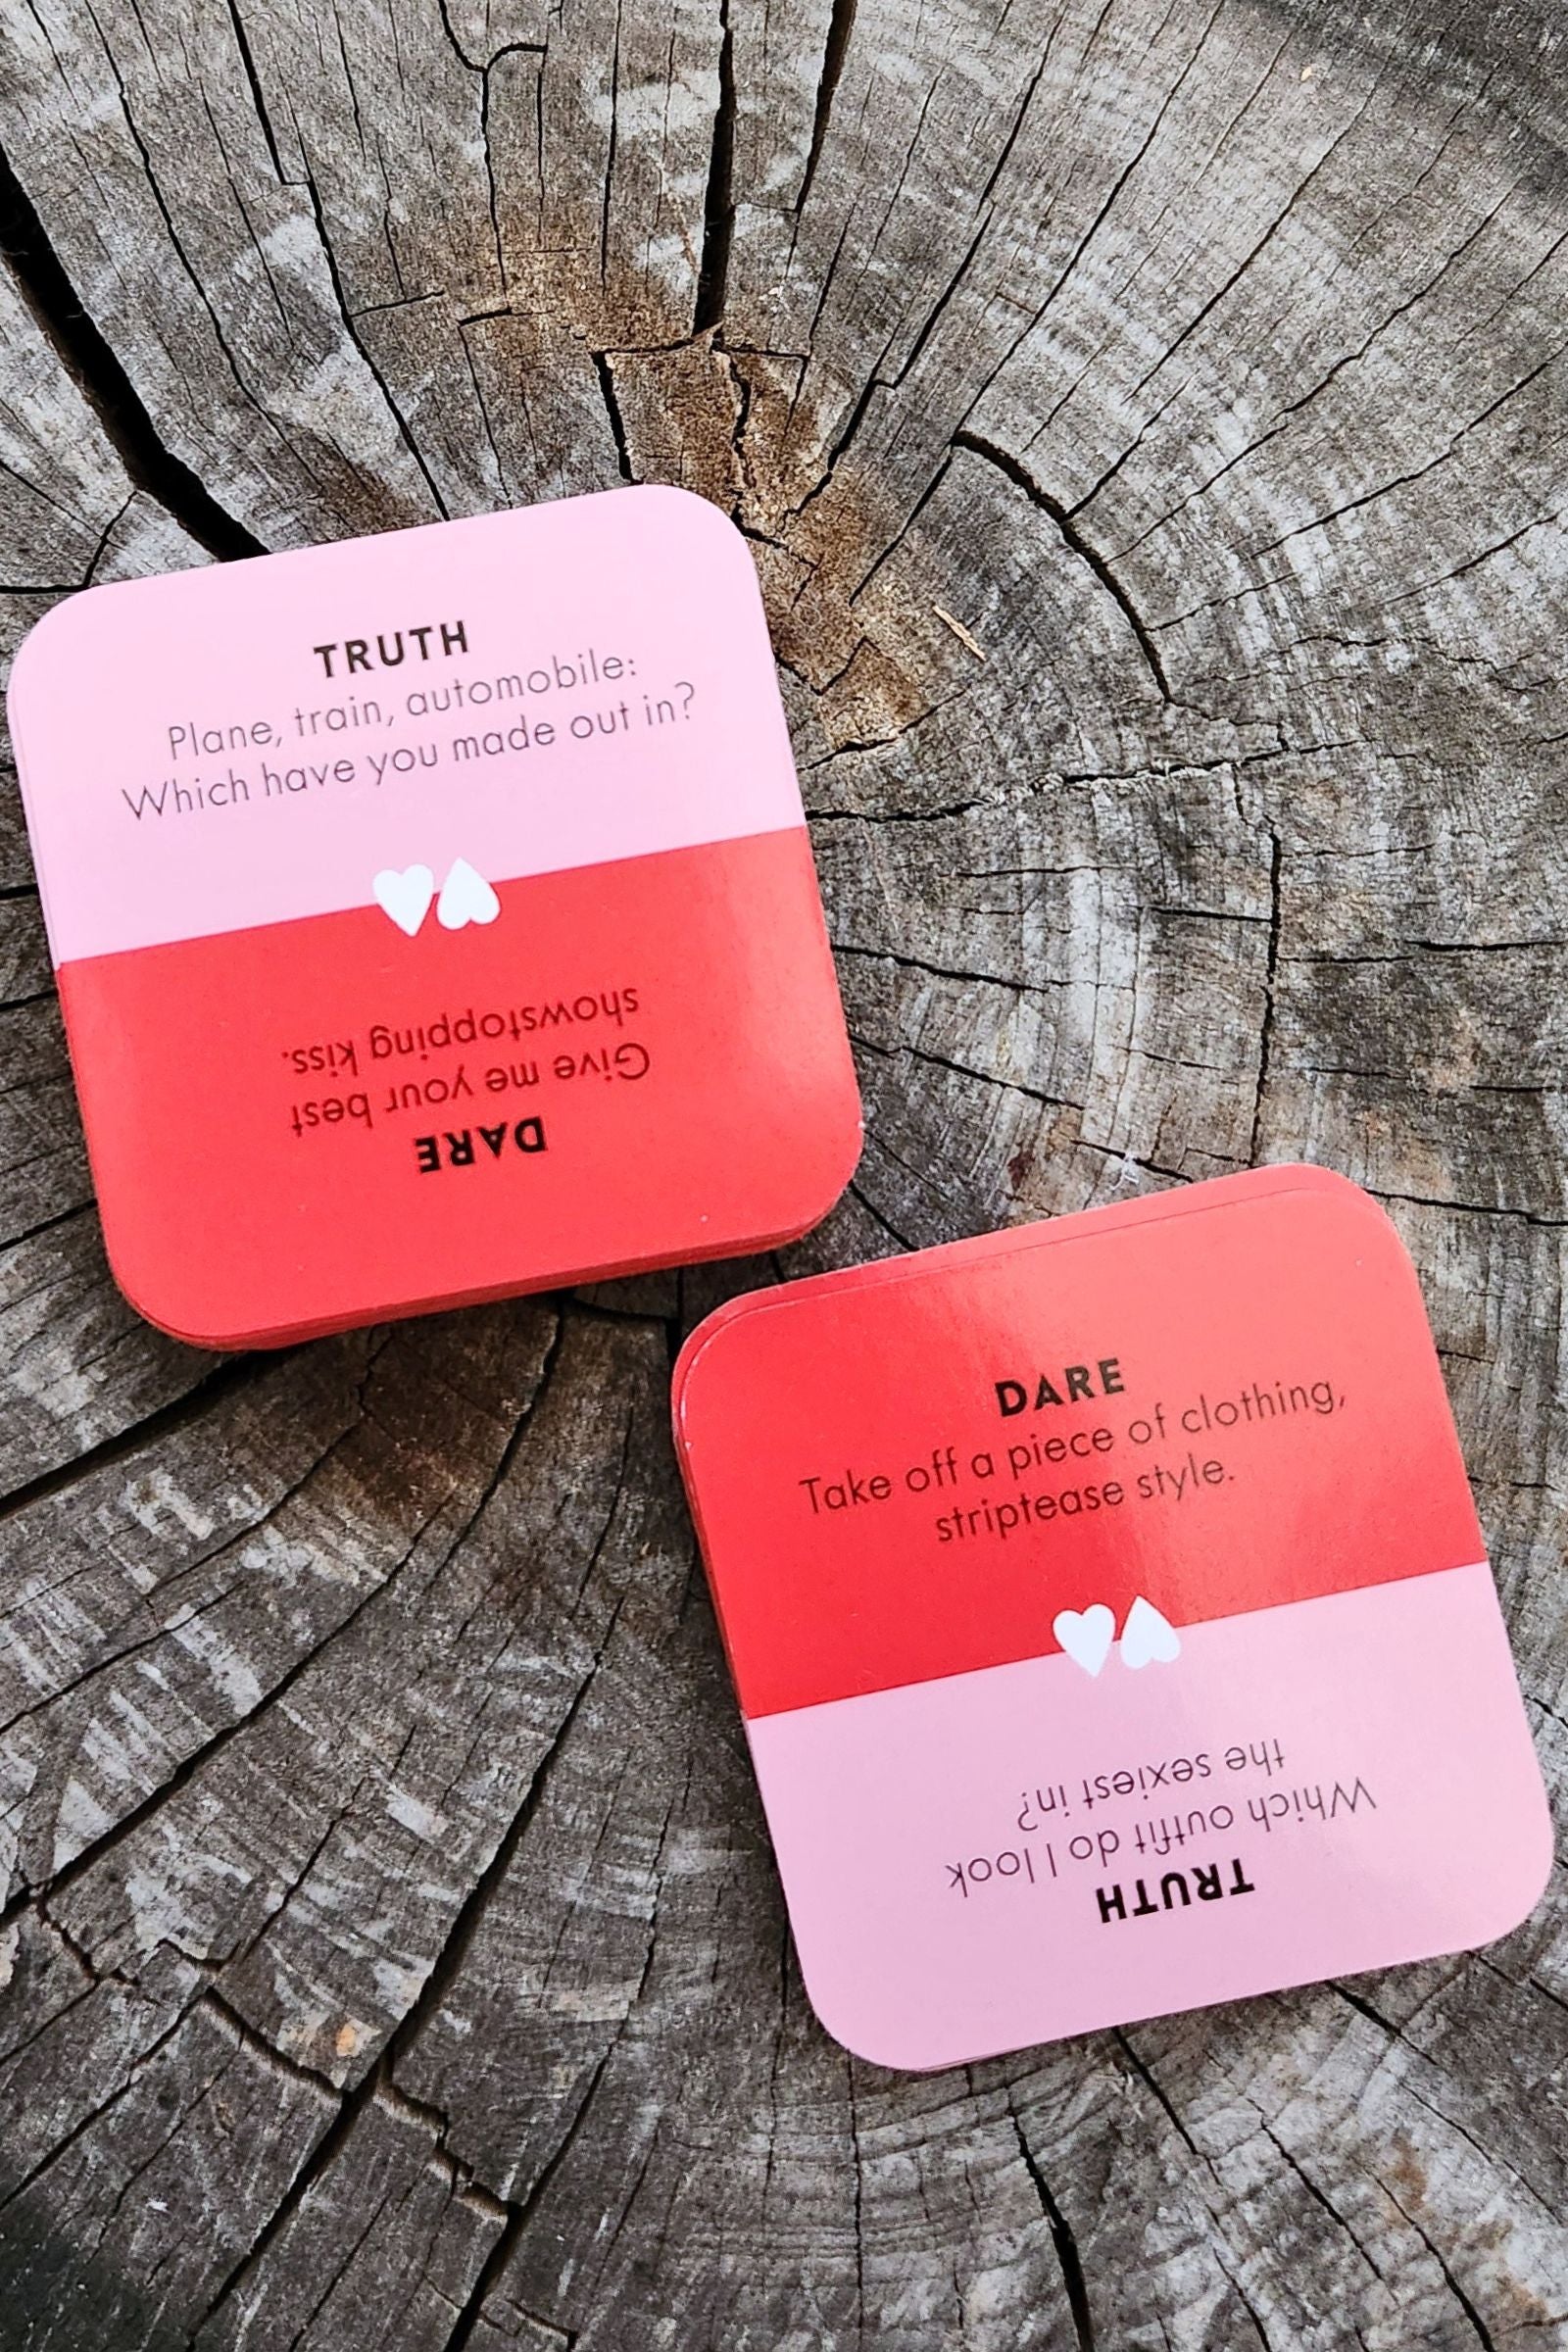 TRUTH
Plane, train, automobile:
Which have you made out in?
DARE
Give me your best
showstopping kiss.
DARE
Take off a piece of clothing,
striptease style.
TRUTH
Which outfit do I look
the sexiest in?